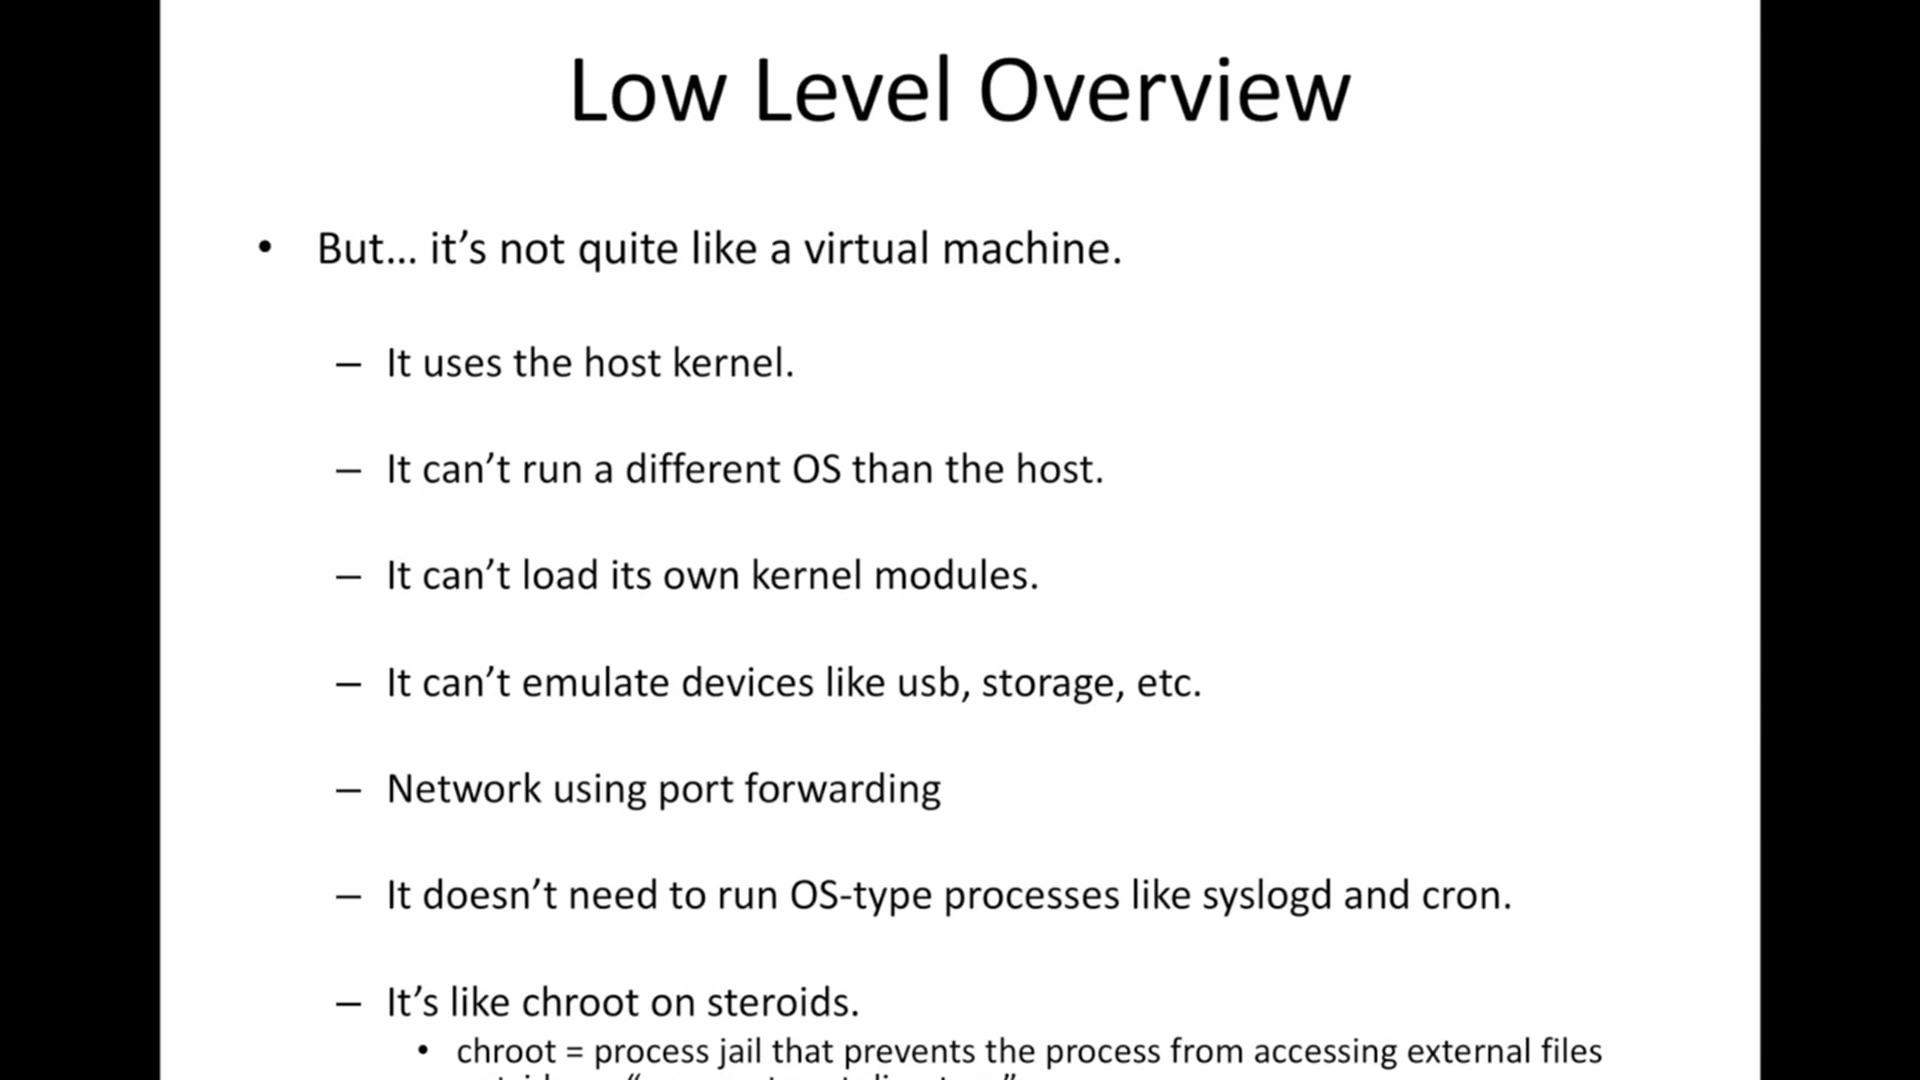 Low Level Overview
• But... it's not quite like a virtual machine.
– It uses the host kernel.
– It can't run a different OS than the host.
– It can't load its own kernel modules.
– It can't emulate devices like usb, storage, etc.
– Network using port forwarding
– It doesn't need to run OS-type processes like syslogd and cron.
– It's like chroot on steroids.
• chroot = process jail that prevents the process from accessing external files